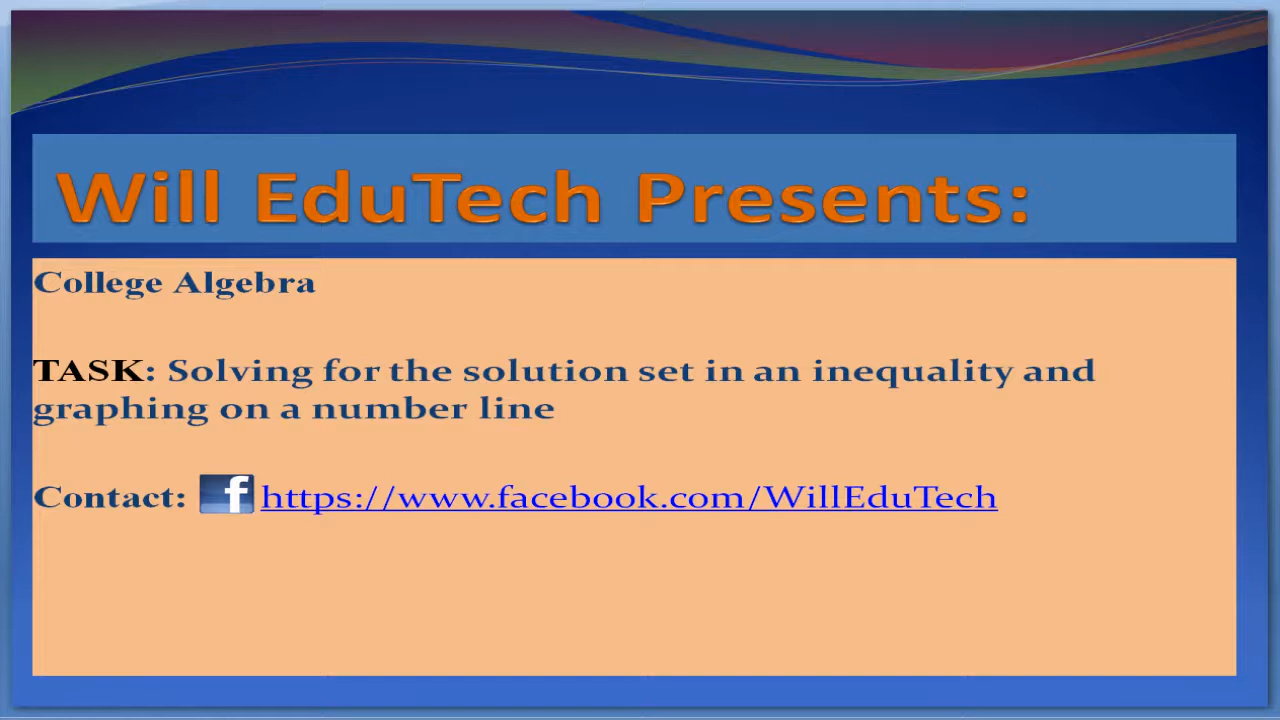 Will EduTech Presents:
College Algebra
TASK: Solving for the solution set in an inequality and
graphing on a number line
Contact: f https://www.facebook.com/WillEduTech